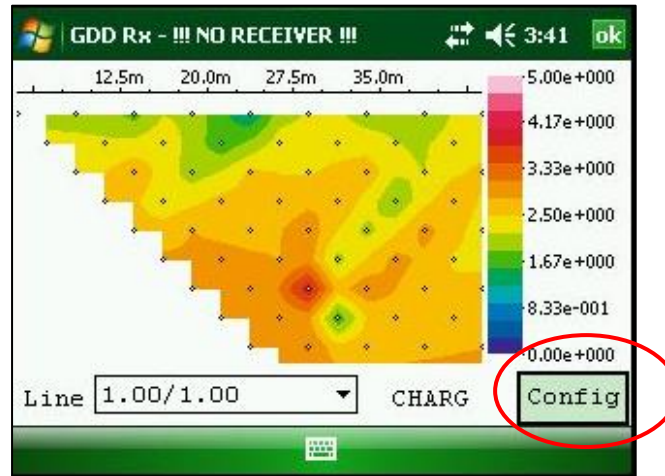 GDD Rx - !!! NO RECEIVER !!! 3:41 ok
12.5m 20.0m 27.5m 35.0m
5.00e+000
4.17e+000
3.33e+000
2.50e+000
1.67e+000
8.33e-001
0.00e+000
Line 1.00/1.00 CHARG Config